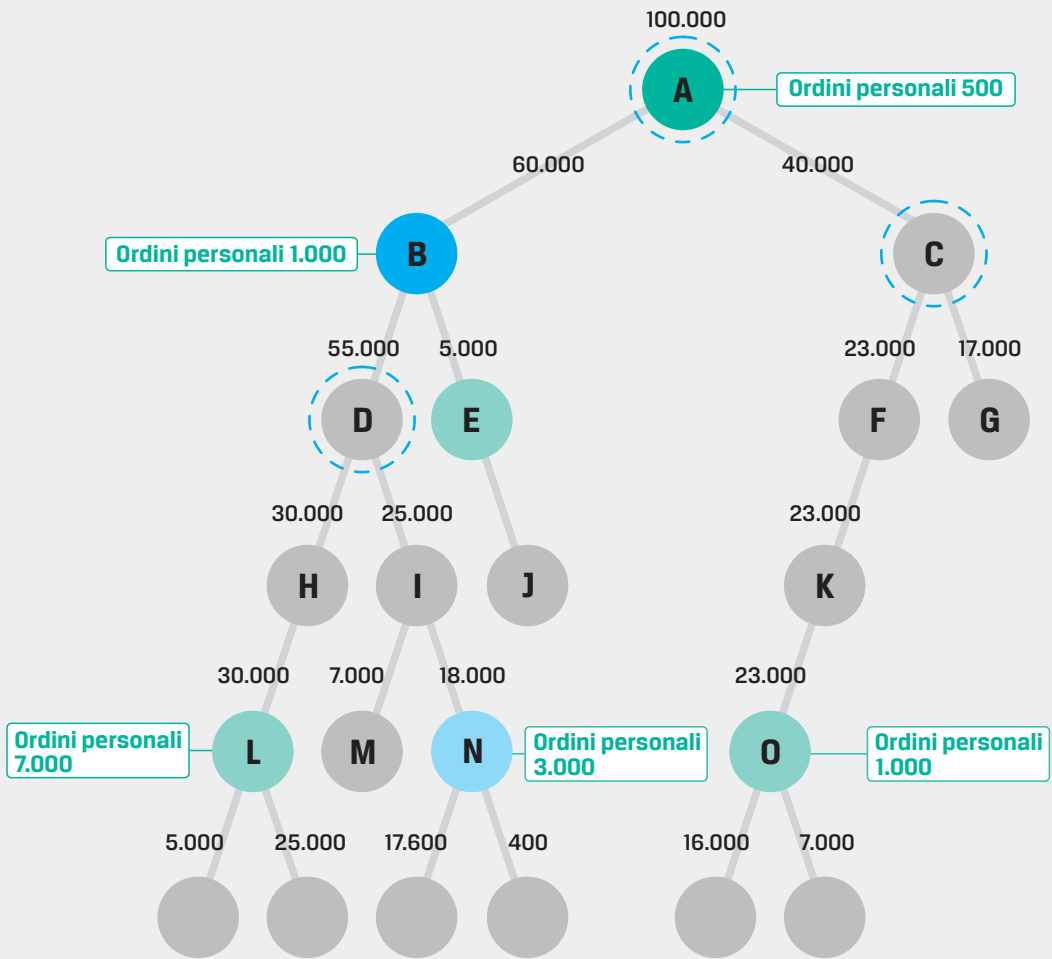 100.000
A
Ordini personali 500
60.000
40.000
Ordini personali 1.000
B
C
55.000
5.000
23.000
17.000
D
E
F
G
30.000
25.000
23.000
H
I
J
K
30.000
7.000
18.000
23.000
Ordini personali
7.000
L
M
N
Ordini personali
3.000
O
Ordini personali
1.000
5.000
25.000
17.600
400
16.000
7.000